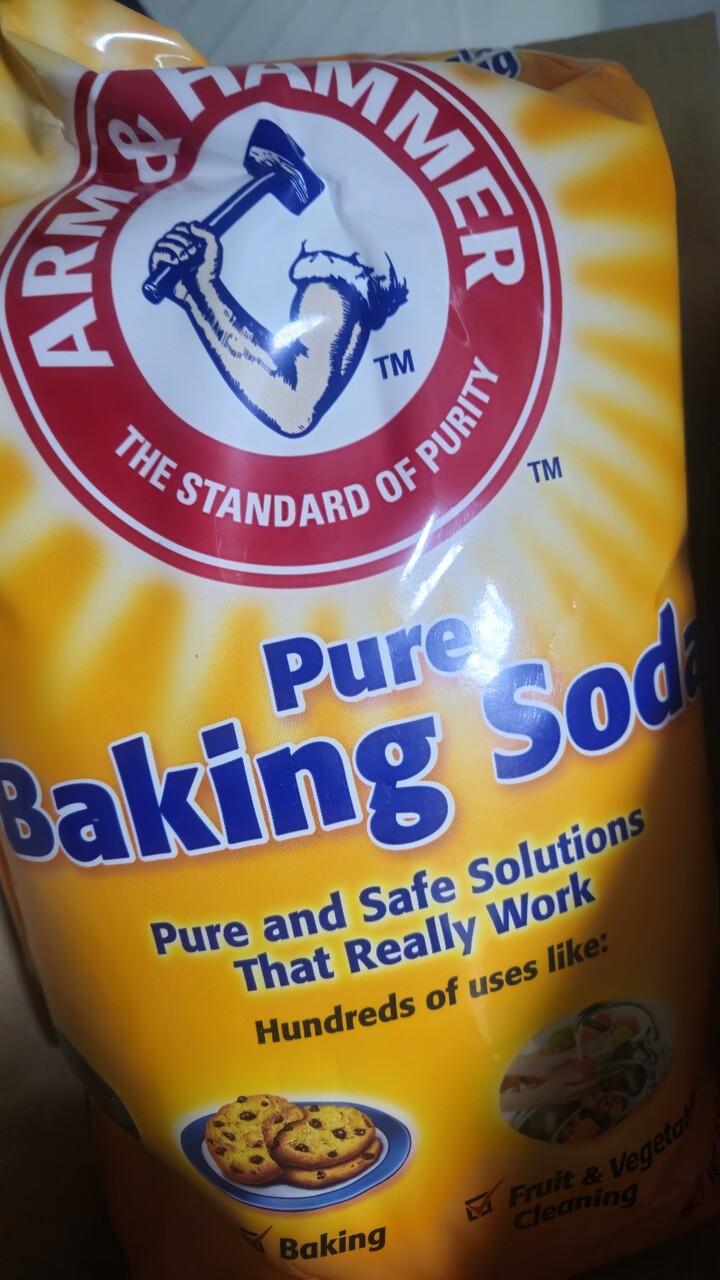 ARM & HAMMER
TM
THE STANDARD OF PURITY
TM
Pure
Baking Soda
Pure and Safe Solutions
That Really Work
Hundreds of uses like:
Baking
Fruit & Vegetab
Cleaning